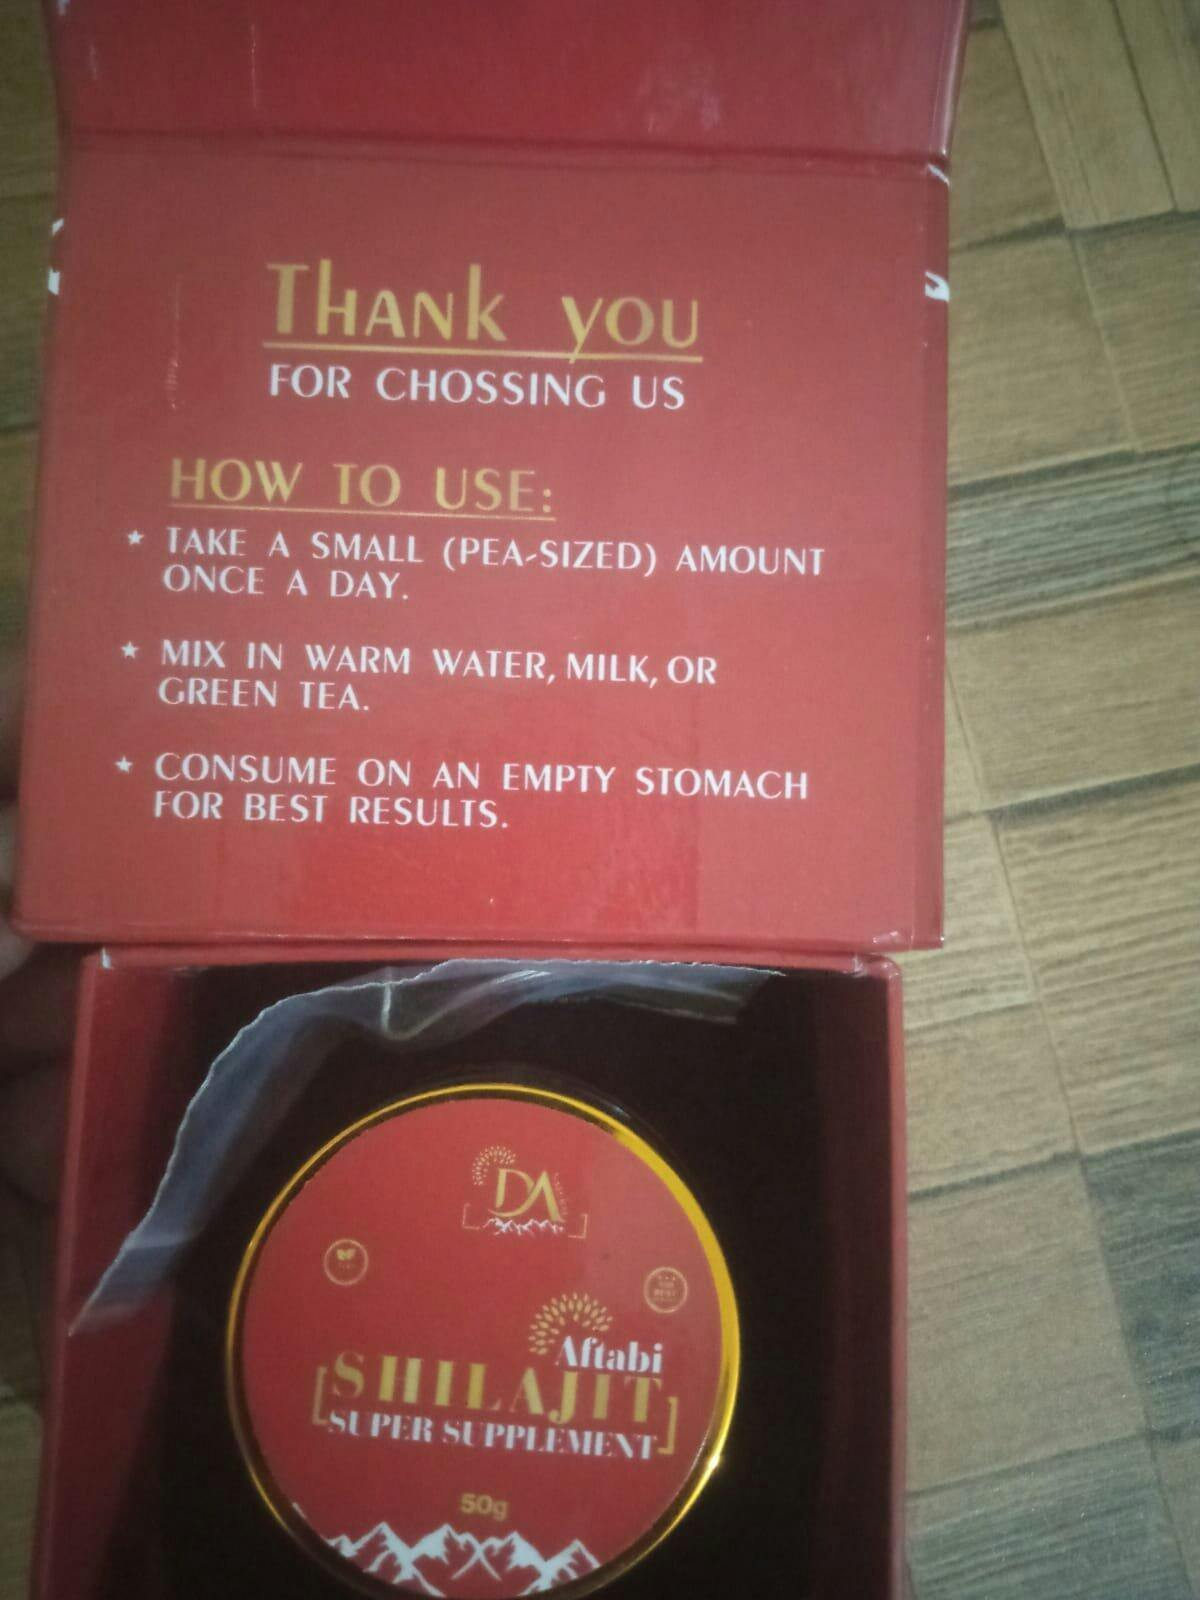 THANK YOU
FOR CHOSSING US
HOW TO USE:
★ TAKE A SMALL (PEA-SIZED) AMOUNT
ONCE A DAY.
★ MIX IN WARM WATER, MILK, OR
GREEN TEA.
★ CONSUME ON AN EMPTY STOMACH
FOR BEST RESULTS.
DA
Aftabi
[SHILAJIT
SUPER SUPPLEMENT]
50g